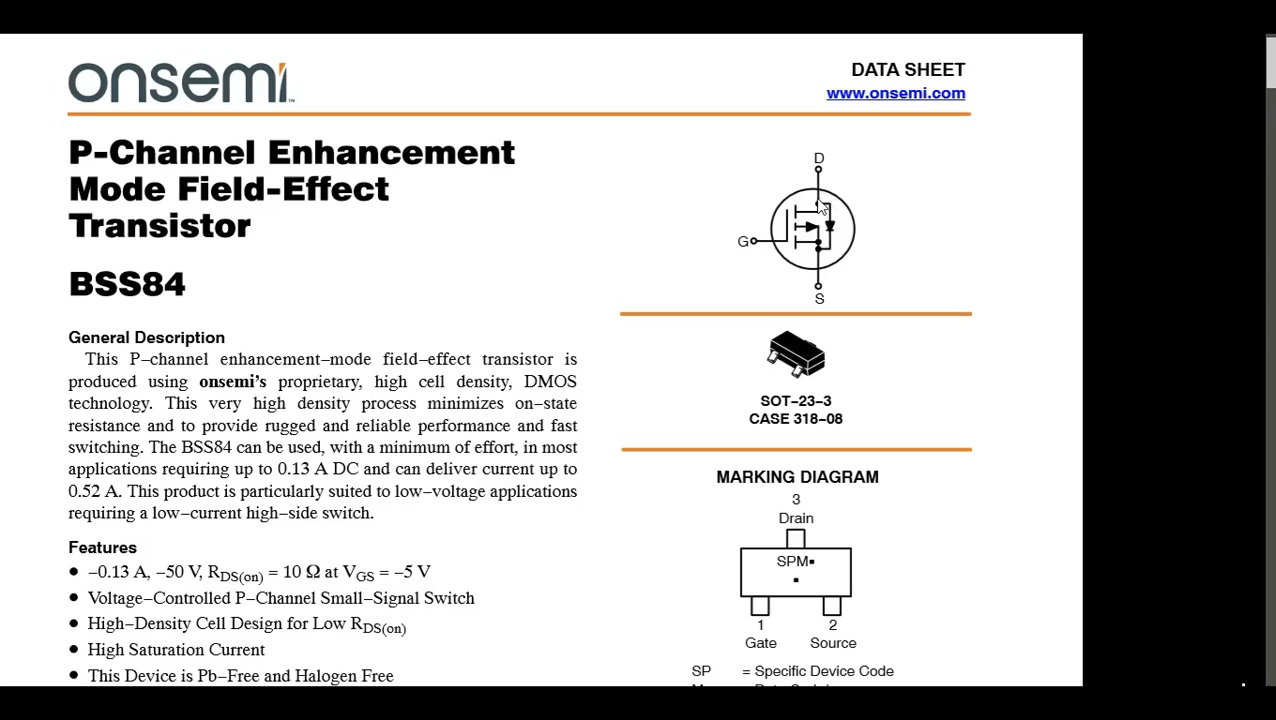 onsemi™
DATA SHEET
www.onsemi.com
P-Channel Enhancement
Mode Field-Effect
Transistor
BSS84
General Description
This P−channel enhancement−mode field−effect transistor is
produced using onsemi's proprietary, high cell density, DMOS
technology. This very high density process minimizes on−state
resistance and to provide rugged and reliable performance and fast
switching. The BSS84 can be used, with a minimum of effort, in most
applications requiring up to 0.13 A DC and can deliver current up to
0.52 A. This product is particularly suited to low−voltage applications
requiring a low−current high−side switch.
Features
• −0.13 A, −50 V, RDS(on) = 10 Ω at VGS = −5 V
• Voltage−Controlled P−Channel Small−Signal Switch
• High−Density Cell Design for Low RDS(on)
• High Saturation Current
• This Device is Pb−Free and Halogen Free
D
G
S
SOT−23−3
CASE 318−08
MARKING DIAGRAM
3
Drain
SPM▪
▪
1 2
Gate Source
SP = Specific Device Code